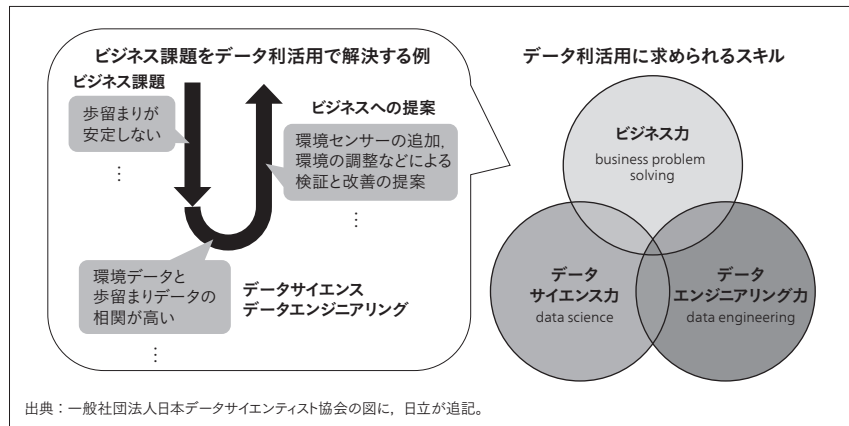 ビジネス課題をデータ利活用で解決する例
ビジネス課題
歩留まりが
安定しない
⋮
ビジネスへの提案
環境センサーの追加,
環境の調整などによる
検証と改善の提案
⋮
環境データと
歩留まりデータの
相関が高い
⋮
データサイエンス
データエンジニアリング
データ利活用に求められるスキル
ビジネス力
business problem
solving
データ
サイエンス力
data science
データ
エンジニアリング力
data engineering
出典：一般社団法人日本データサイエンティスト協会の図に，日立が追記。